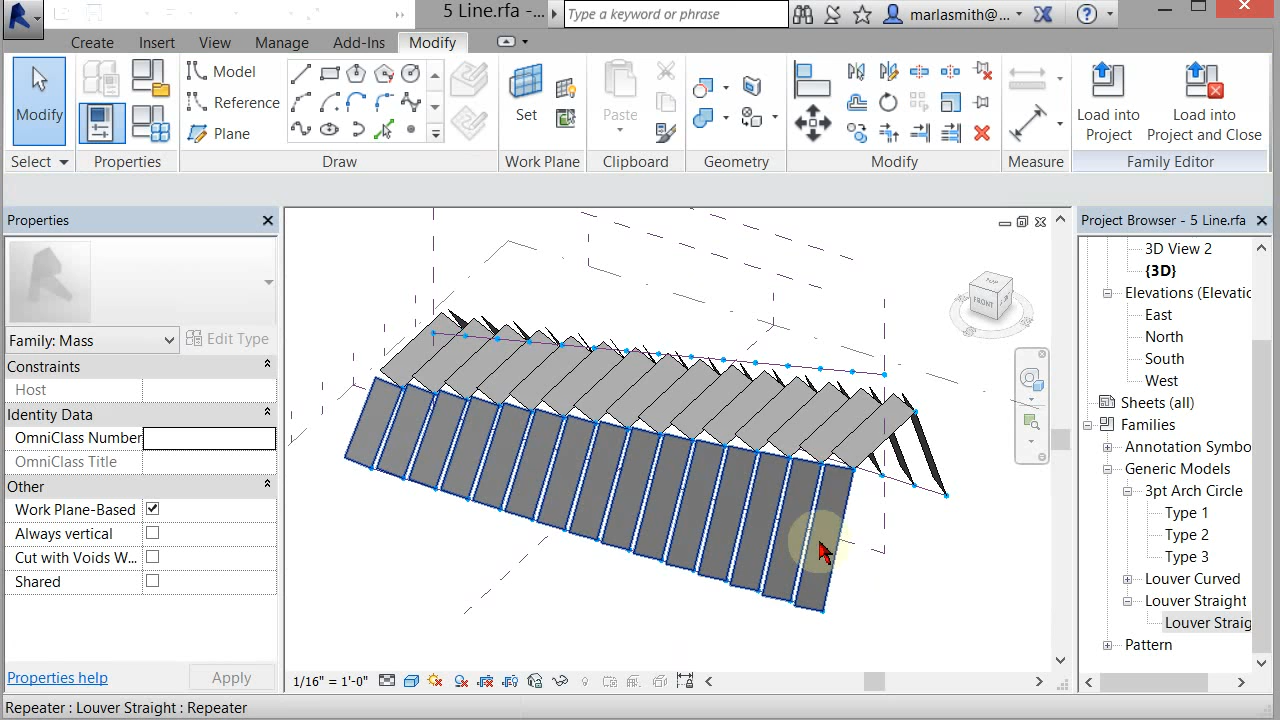 5 Line.rfa -...
Type a keyword or phrase
marlasmith@...
Create Insert View Manage Add-Ins Modify
Modify
Model
Reference
Plane
Set
Paste
Load into Project
Load into Project and Close
Select Properties Draw Work Plane Clipboard Geometry Modify Measure Family Editor
Properties
Family: Mass
Edit Type
Constraints
Host
Identity Data
OmniClass Number
OmniClass Title
Other
Work Plane-Based
Always vertical
Cut with Voids W...
Shared
Properties help
Apply
TOP
FRONT
1/16" = 1'-0"
Project Browser - 5 Line.rfa
3D View 2
{3D}
Elevations (Elevatic
East
North
South
West
Sheets (all)
Families
Annotation Symbo
Generic Models
3pt Arch Circle
Type 1
Type 2
Type 3
Louver Curved
Louver Straight
Louver Straig
Pattern
Repeater : Louver Straight : Repeater